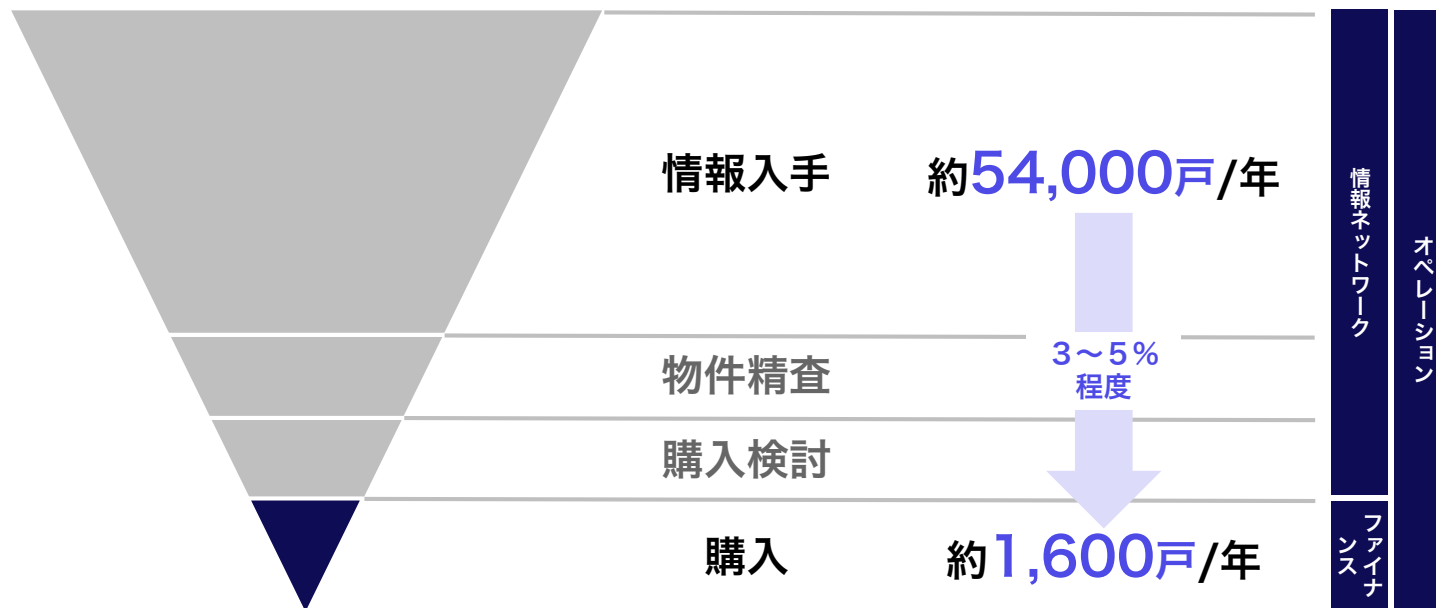 情報入手
約54,000戸/年
物件精査
３〜５％
程度
購入検討
購入
約1,600戸/年
情報ネットワーク
ファイナ
ンス
オペレーション